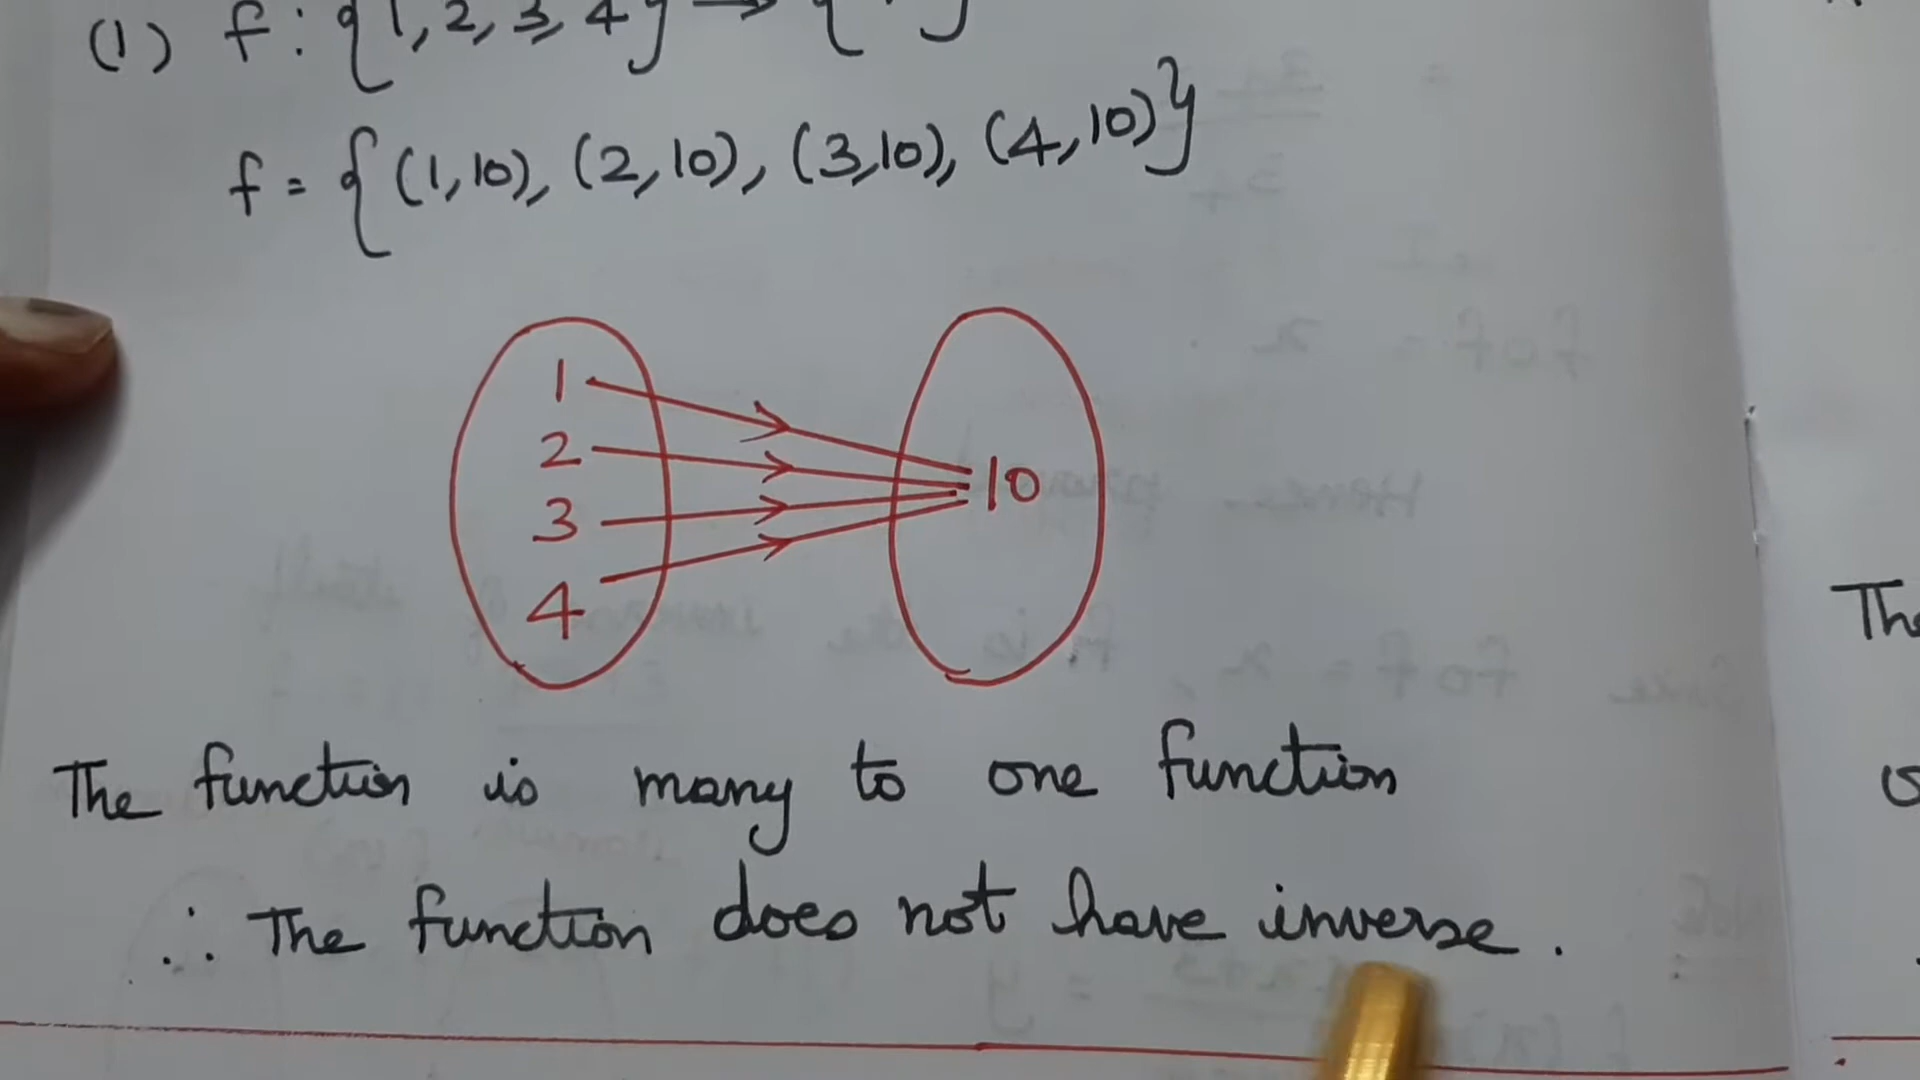 (1) f : {1, 2, 3, 4} → { }
f = {(1, 10), (2, 10), (3, 10), (4, 10)}
1
2
3
4
10
The function is many to one function
∴ The function does not have inverse .
The